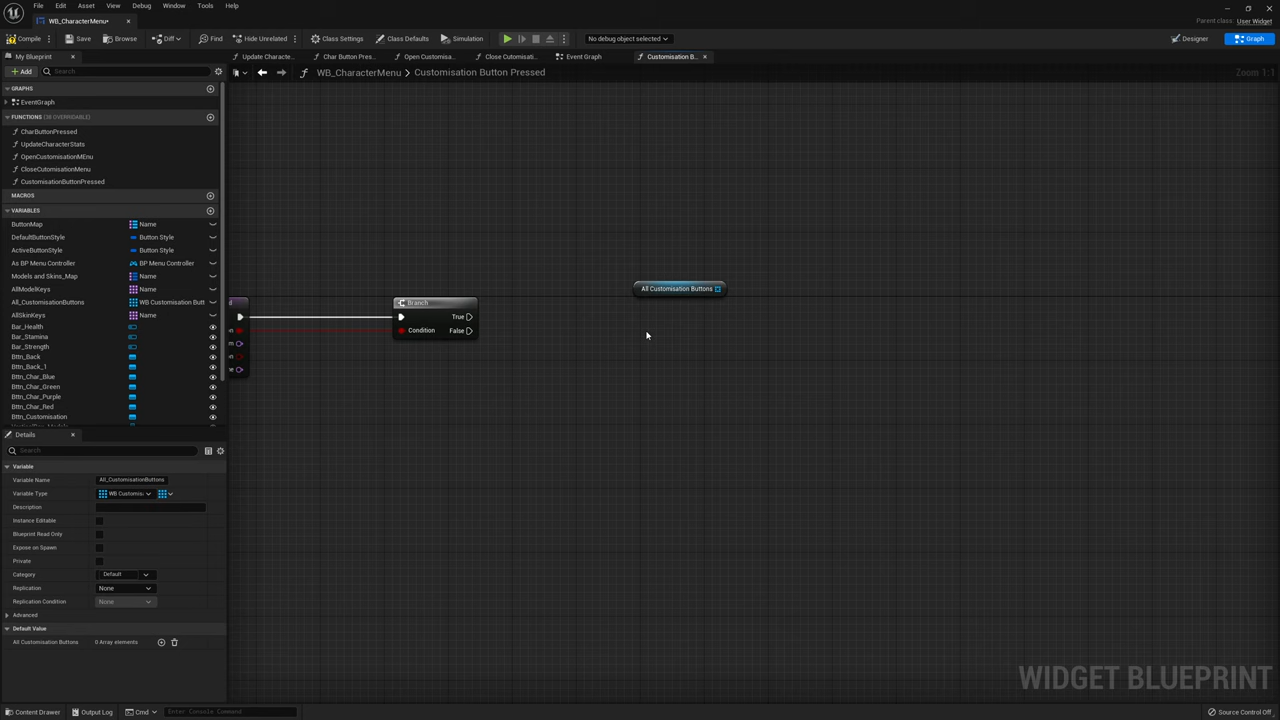 File Edit Asset View Debug Window Tools Help
WB_CharacterMenu•
Parent class: User Widget
Compile Save Browse Diff Find Hide Unrelated Class Settings Class Defaults Simulation No debug object selected Designer Graph
My Blueprint
Update Characte... Char Button Pres... Open Customisa... Close Cutomisati... Event Graph Customisation B...
Add Search
WB_CharacterMenu > Customisation Button Pressed
Zoom 1:1
GRAPHS
EventGraph
FUNCTIONS (38 OVERRIDABLE)
CharButtonPressed
UpdateCharacterStats
OpenCustomisationMEnu
CloseCutomisationMenu
CustomisationButtonPressed
MACROS
VARIABLES
ButtonMap Name
DefaultButtonStyle Button Style
ActiveButtonStyle Button Style
As BP Menu Controller BP Menu Controller
Models and Skins_Map Name
AllModelKeys Name
All_CustomisationButtons WB Customisation Butt
AllSkinKeys Name
Bar_Health
Bar_Stamina
Bar_Strength
Bttn_Back
Bttn_Back_1
Bttn_Char_Blue
Bttn_Char_Green
Bttn_Char_Purple
Bttn_Char_Red
Bttn_Customisation
All Customisation Buttons
Branch
True
Condition False
Details
Search
Variable
Variable Name All_CustomisationButtons
Variable Type WB Customis
Description
Instance Editable
Blueprint Read Only
Expose on Spawn
Private
Category Default
Replication None
Replication Condition None
Advanced
Default Value
All Customisation Buttons 0 Array elements
WIDGET BLUEPRINT
Content Drawer Output Log Cmd Enter Console Command Source Control Off